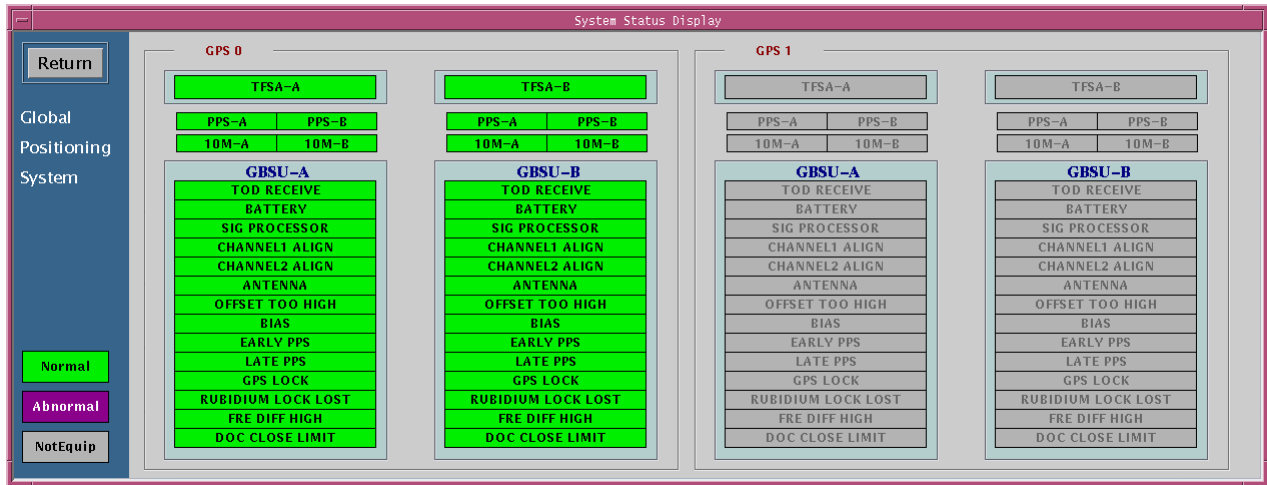 System Status Display
Return
Global
Positioning
System
Normal
Abnormal
NotEquip
GPS 0
TFSA-A
PPS-A PPS-B
10M-A 10M-B
GBSU-A
TOD RECEIVE
BATTERY
SIG PROCESSOR
CHANNEL1 ALIGN
CHANNEL2 ALIGN
ANTENNA
OFFSET TOO HIGH
BIAS
EARLY PPS
LATE PPS
GPS LOCK
RUBIDIUM LOCK LOST
FRE DIFF HIGH
DOC CLOSE LIMIT
TFSA-B
PPS-A PPS-B
10M-A 10M-B
GBSU-B
TOD RECEIVE
BATTERY
SIG PROCESSOR
CHANNEL1 ALIGN
CHANNEL2 ALIGN
ANTENNA
OFFSET TOO HIGH
BIAS
EARLY PPS
LATE PPS
GPS LOCK
RUBIDIUM LOCK LOST
FRE DIFF HIGH
DOC CLOSE LIMIT
GPS 1
TFSA-A
PPS-A PPS-B
10M-A 10M-B
GBSU-A
TOD RECEIVE
BATTERY
SIG PROCESSOR
CHANNEL1 ALIGN
CHANNEL2 ALIGN
ANTENNA
OFFSET TOO HIGH
BIAS
EARLY PPS
LATE PPS
GPS LOCK
RUBIDIUM LOCK LOST
FRE DIFF HIGH
DOC CLOSE LIMIT
TFSA-B
PPS-A PPS-B
10M-A 10M-B
GBSU-B
TOD RECEIVE
BATTERY
SIG PROCESSOR
CHANNEL1 ALIGN
CHANNEL2 ALIGN
ANTENNA
OFFSET TOO HIGH
BIAS
EARLY PPS
LATE PPS
GPS LOCK
RUBIDIUM LOCK LOST
FRE DIFF HIGH
DOC CLOSE LIMIT